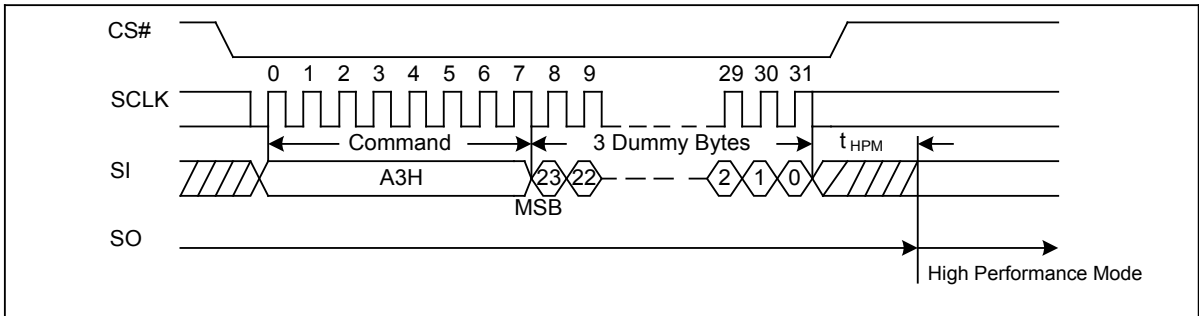 CS#
0 1 2 3 4 5 6 7 8 9 29 30 31
SCLK
Command 3 Dummy Bytes t HPM
SI A3H 23 22 2 1 0
MSB
SO
High Performance Mode